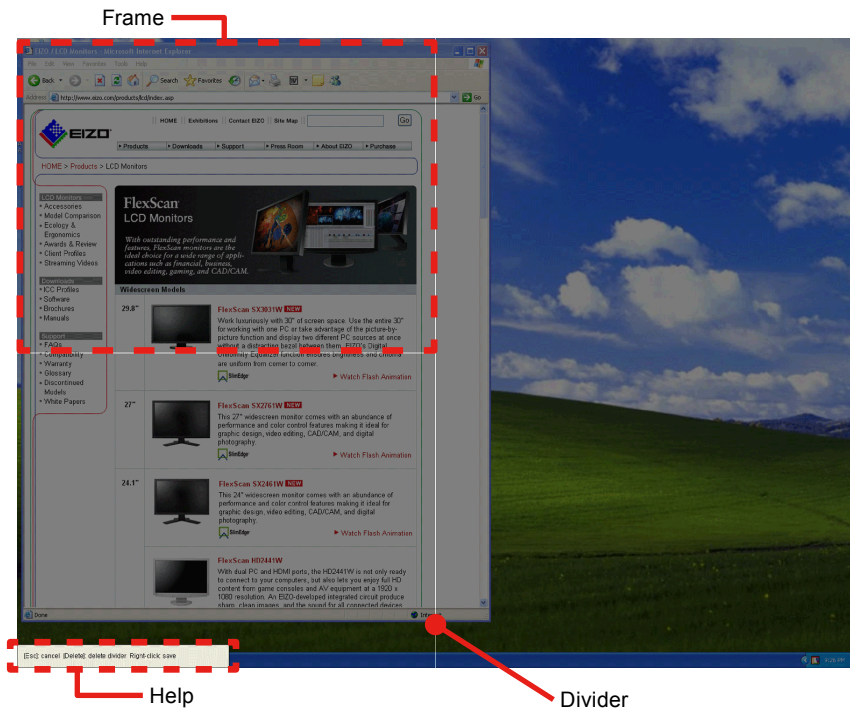 Frame
EIZO / LCD Monitors - Microsoft Internet Explorer
File Edit View Favorites Tools Help
Back Search Favorites
Address http://www.eizo.com/products/lcd/index.asp Go
HOME || Exhibitions || Contact EIZO || Site Map || Go
EIZO
Products Downloads Support Press Room About EIZO Purchase
HOME > Products > LCD Monitors
LCD Monitors
Accessories
Model Comparison
Ecology &
Ergonomics
Awards & Review
Client Profiles
Streaming Videos
Downloads
ICC Profiles
Software
Brochures
Manuals
Support
FAQs
Compatibility
Warranty
Glossary
Discontinued
Models
White Papers
FlexScan
LCD Monitors
With outstanding performance and
features, FlexScan monitors are the
ideal choice for a wide range of appli-
cations such as financial, business,
video editing, gaming, and CAD/CAM.
Widescreen Models
29.8"
FlexScan SX3031W NEW
Work luxuriously with 30" of screen space. Use the entire 30"
for working with one PC or take advantage of the picture-by-
picture function and display two different PC sources at once
without a distracting bezel between them. EIZO's Digital
Uniformity Equalizer function ensures brightness and chroma
are uniform from corner to corner.
SlimEdge Watch Flash Animation
27"
FlexScan SX2761W NEW
This 27" widescreen monitor comes with an abundance of
performance and color control features making it ideal for
graphic design, video editing, CAD/CAM, and digital
photography.
SlimEdge Watch Flash Animation
24.1"
FlexScan SX2461W NEW
This 24" widescreen monitor comes with an abundance of
performance and color control features making it ideal for
graphic design, video editing, CAD/CAM, and digital
photography.
SlimEdge Watch Flash Animation
FlexScan HD2441W
With dual PC and HDMI ports, the HD2441W is not only ready
to connect to your computers, but also lets you enjoy full HD
content from game consoles and AV equipment at a 1920 x
1080 resolution. An EIZO-developed integrated circuit produce
sharp, clean images, and the sound for all connected devices
Done
[Esc]: cancel [Delete]: delete divider Right-click: save
Help
Divider